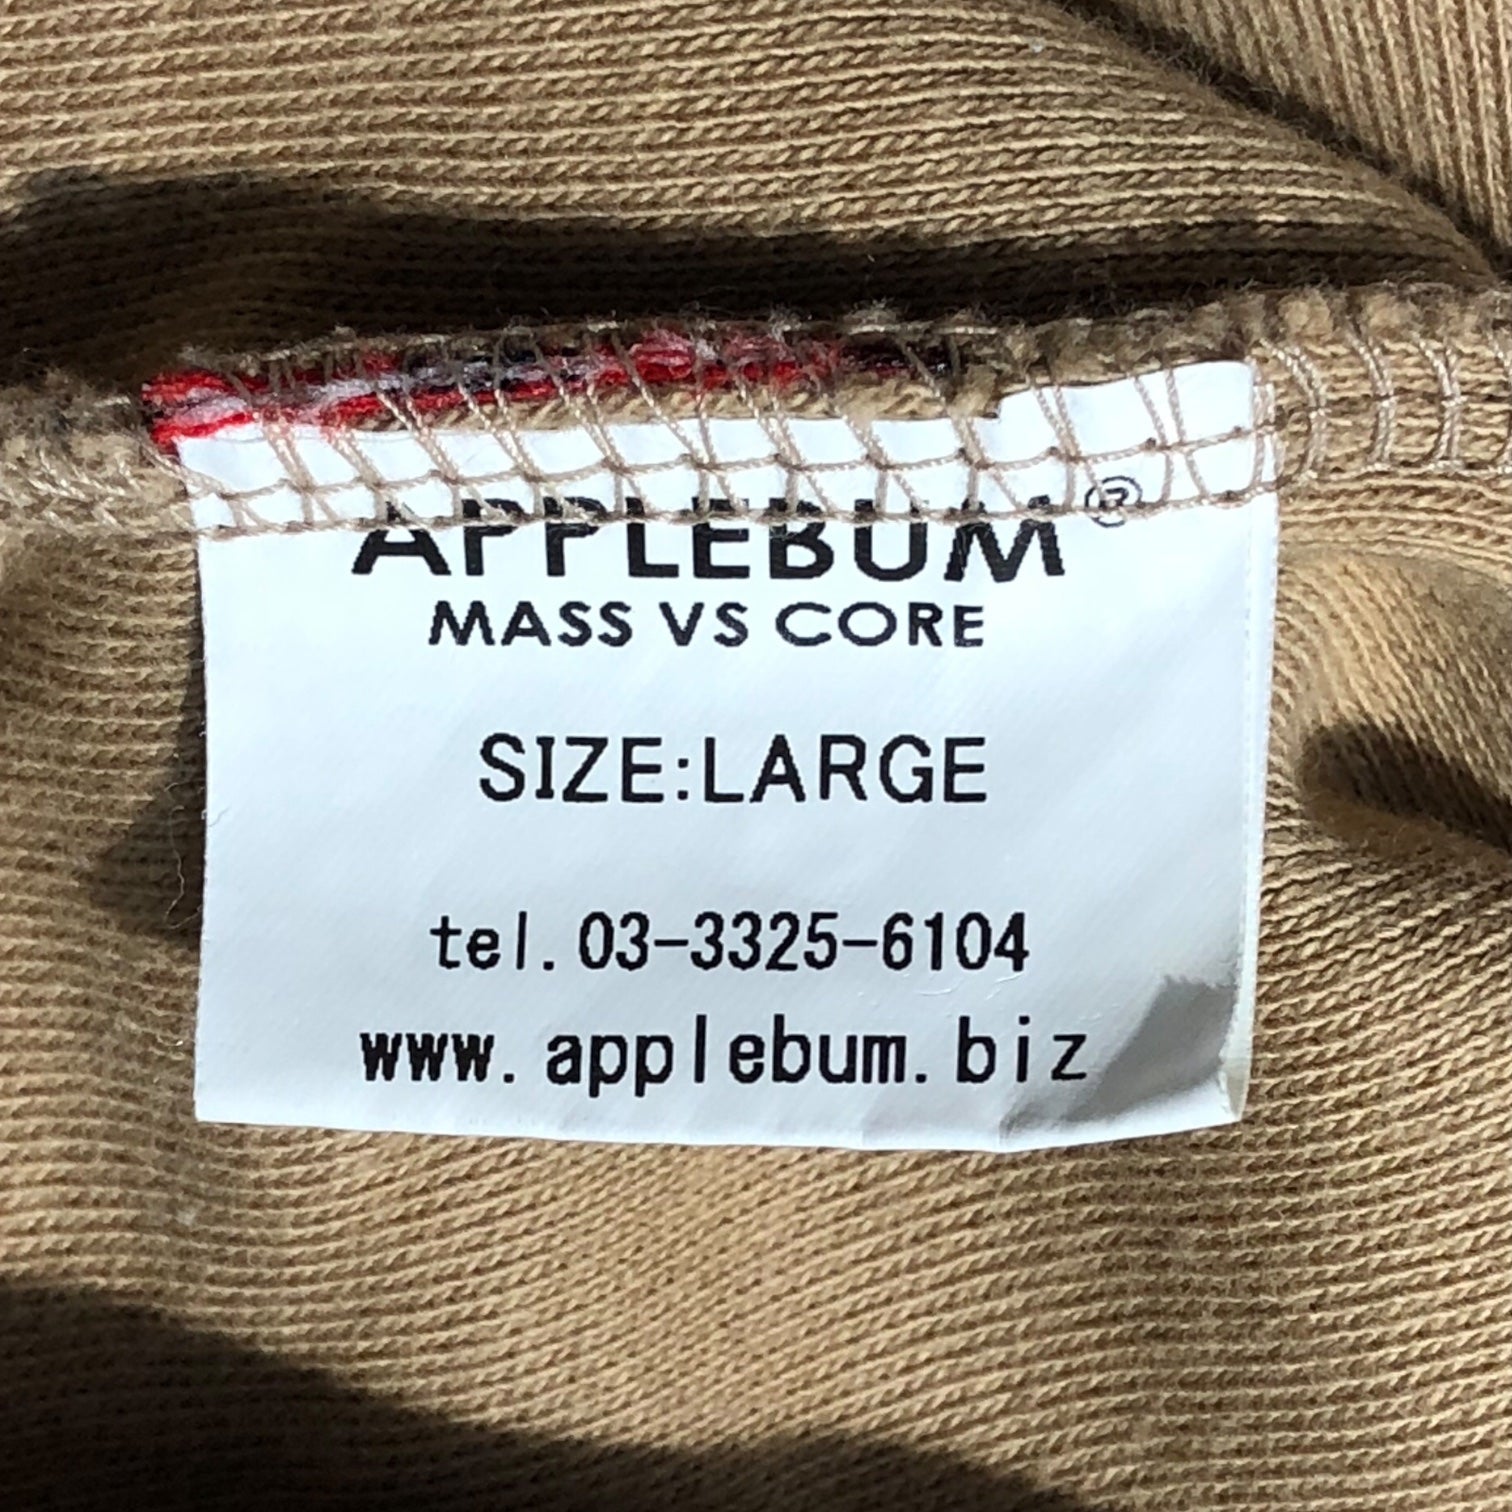 APPLEBUM®
MASS VS CORE
SIZE:LARGE
tel.03-3325-6104
www.applebum.biz